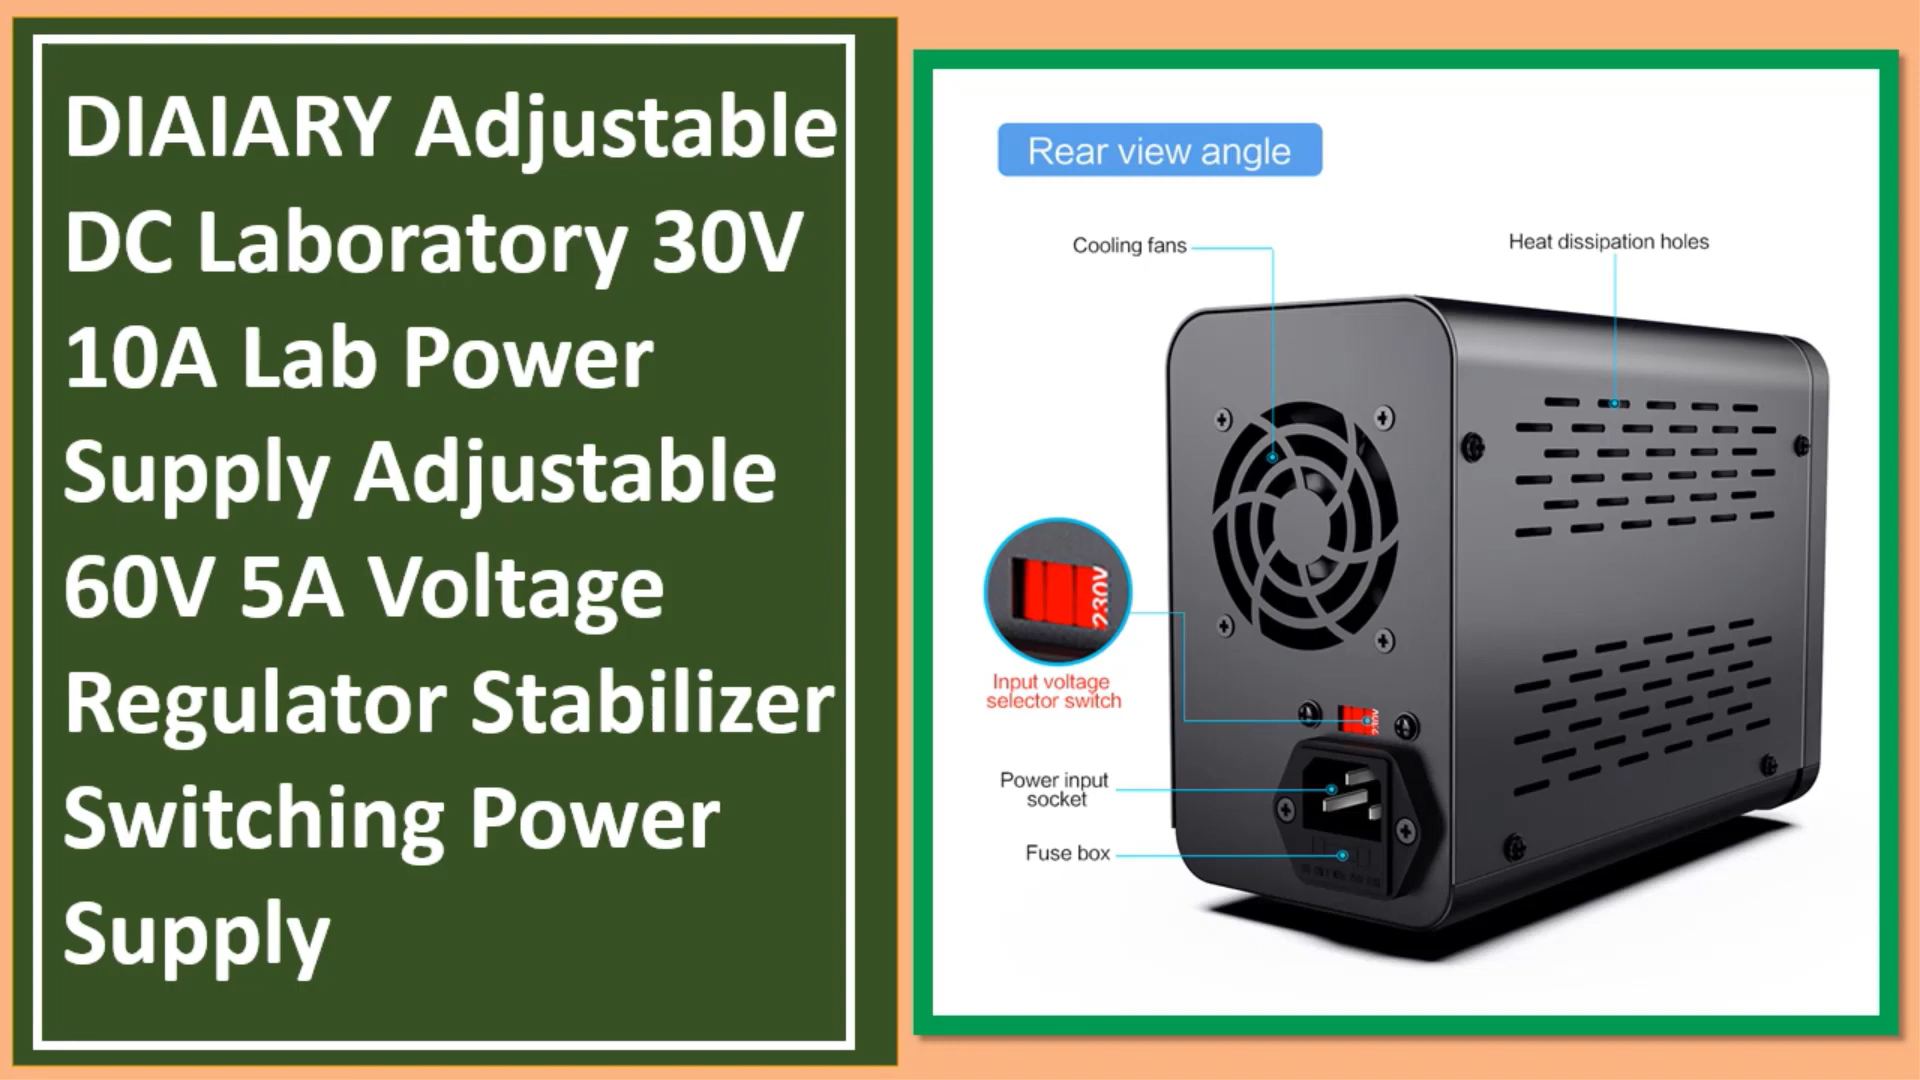 DIAIARY Adjustable
DC Laboratory 30V
10A Lab Power
Supply Adjustable
60V 5A Voltage
Regulator Stabilizer
Switching Power
Supply
Rear view angle
Cooling fans
Heat dissipation holes
230V
Input voltage
selector switch
230V
Power input
socket
Fuse box